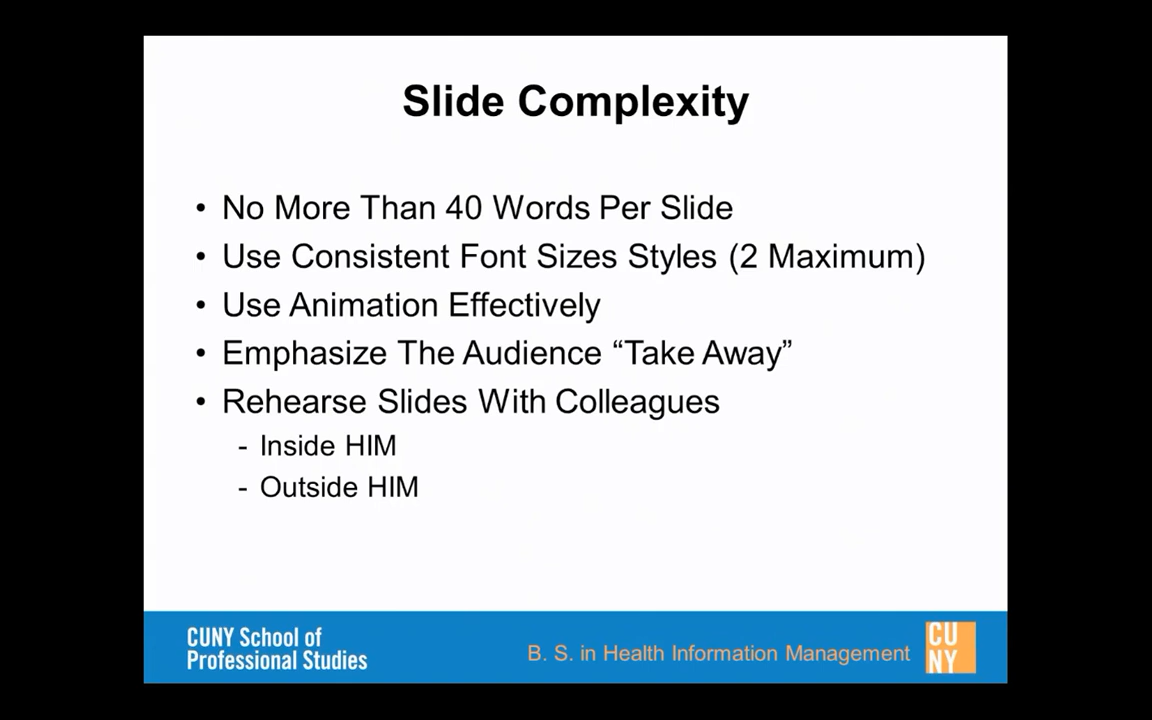 Slide Complexity
• No More Than 40 Words Per Slide
• Use Consistent Font Sizes Styles (2 Maximum)
• Use Animation Effectively
• Emphasize The Audience “Take Away”
• Rehearse Slides With Colleagues
- Inside HIM
- Outside HIM
CUNY School of
Professional Studies
B. S. in Health Information Management
CU
NY